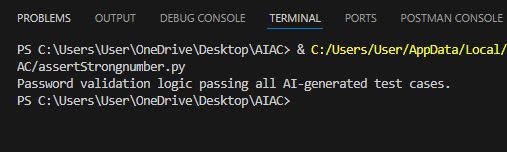 PROBLEMS OUTPUT DEBUG CONSOLE TERMINAL PORTS POSTMAN CONSOLE
PS C:\Users\User\OneDrive\Desktop\AIAC> & C:/Users/User/AppData/Local/
AC/assertStrongnumber.py
Password validation logic passing all AI-generated test cases.
PS C:\Users\User\OneDrive\Desktop\AIAC>